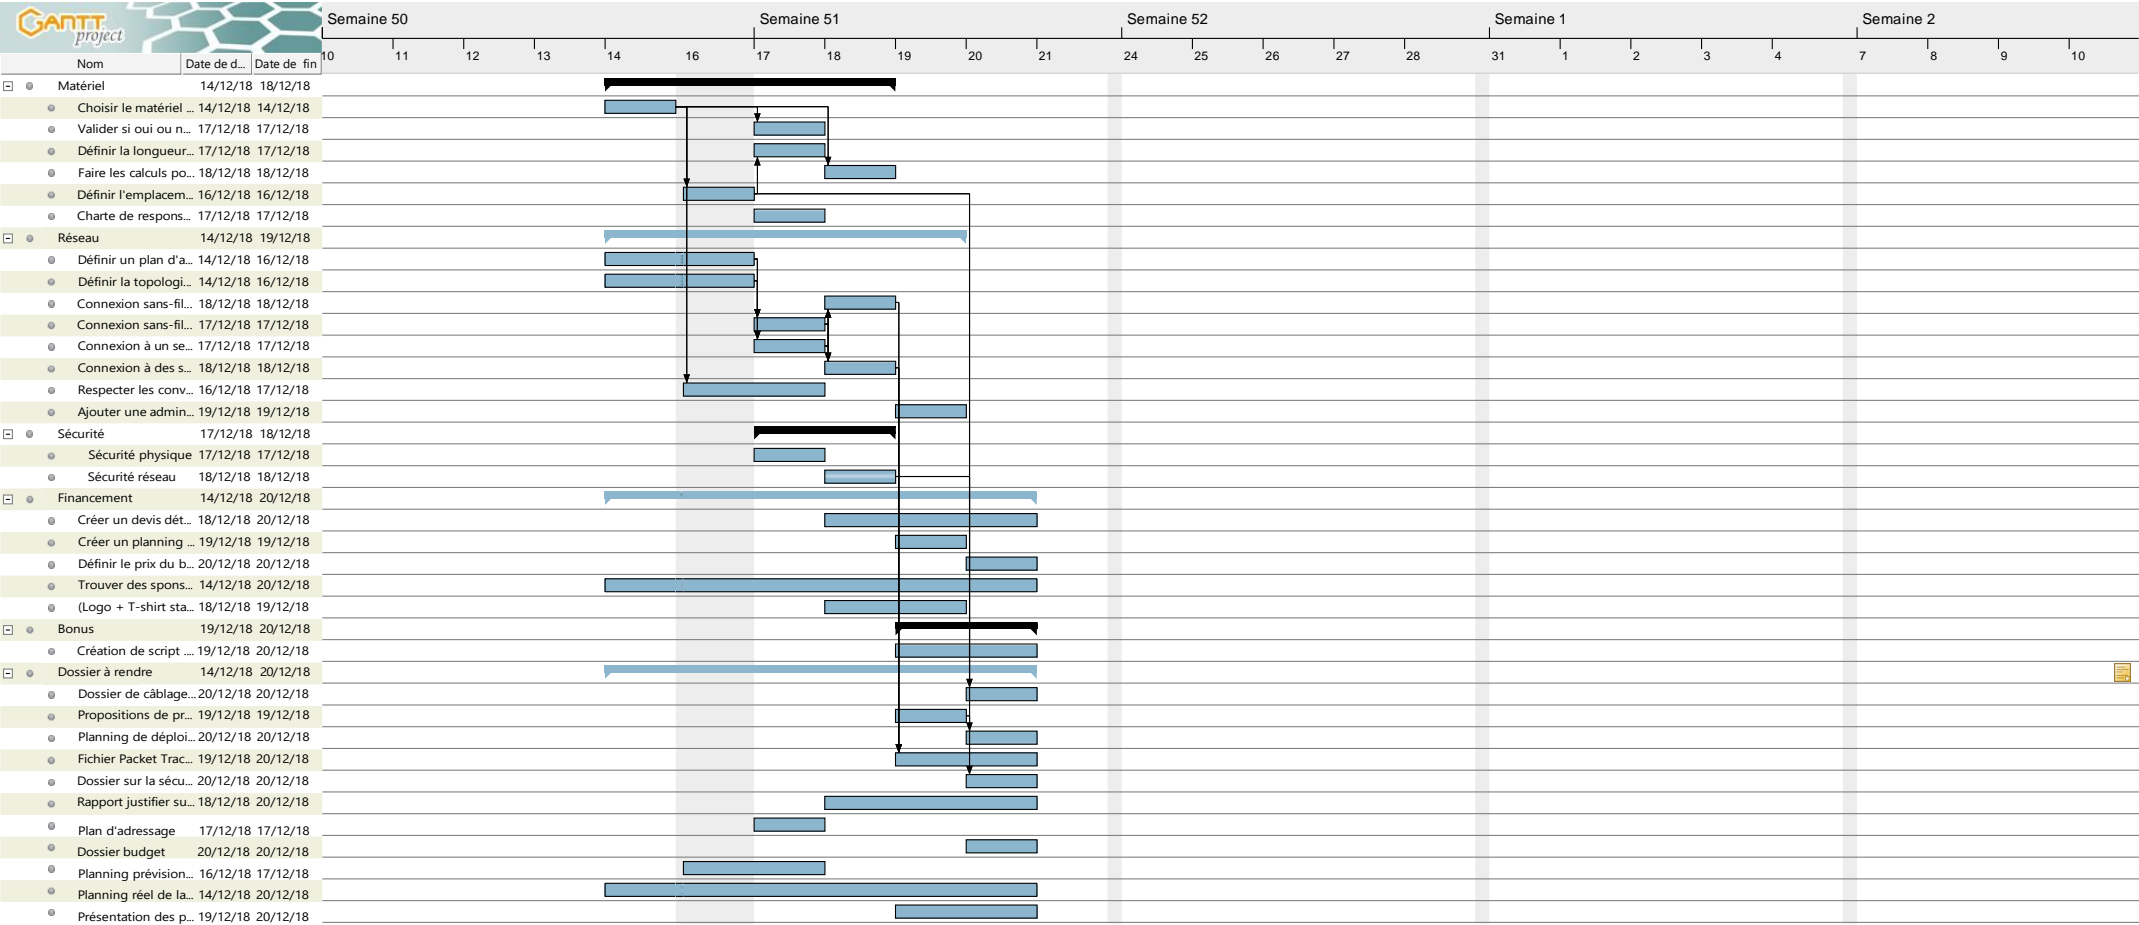 GANTT project
Semaine 50 Semaine 51 Semaine 52 Semaine 1 Semaine 2
10 11 12 13 14 16 17 18 19 20 21 24 25 26 27 28 31 1 2 3 4 7 8 9 10
Nom Date de d... Date de fin
Matériel 14/12/18 18/12/18
Choisir le matériel ... 14/12/18 14/12/18
Valider si oui ou n... 17/12/18 17/12/18
Définir la longueur... 17/12/18 17/12/18
Faire les calculs po... 18/12/18 18/12/18
Définir l'emplacem... 16/12/18 16/12/18
Charte de respons... 17/12/18 17/12/18
Réseau 14/12/18 19/12/18
Définir un plan d'a... 14/12/18 16/12/18
Définir la topologi... 14/12/18 16/12/18
Connexion sans-fil... 18/12/18 18/12/18
Connexion sans-fil... 17/12/18 17/12/18
Connexion à un se... 17/12/18 17/12/18
Connexion à des s... 18/12/18 18/12/18
Respecter les conv... 16/12/18 17/12/18
Ajouter une admin... 19/12/18 19/12/18
Sécurité 17/12/18 18/12/18
Sécurité physique 17/12/18 17/12/18
Sécurité réseau 18/12/18 18/12/18
Financement 14/12/18 20/12/18
Créer un devis dét... 18/12/18 20/12/18
Créer un planning ... 19/12/18 19/12/18
Définir le prix du b... 20/12/18 20/12/18
Trouver des spons... 14/12/18 20/12/18
(Logo + T-shirt sta... 18/12/18 19/12/18
Bonus 19/12/18 20/12/18
Création de script .... 19/12/18 20/12/18
Dossier à rendre 14/12/18 20/12/18
Dossier de câblage... 20/12/18 20/12/18
Propositions de pr... 19/12/18 19/12/18
Planning de déploi... 20/12/18 20/12/18
Fichier Packet Trac... 19/12/18 20/12/18
Dossier sur la sécu... 20/12/18 20/12/18
Rapport justifier su... 18/12/18 20/12/18
Plan d'adressage 17/12/18 17/12/18
Dossier budget 20/12/18 20/12/18
Planning prévision... 16/12/18 17/12/18
Planning réel de la... 14/12/18 20/12/18
Présentation des p... 19/12/18 20/12/18